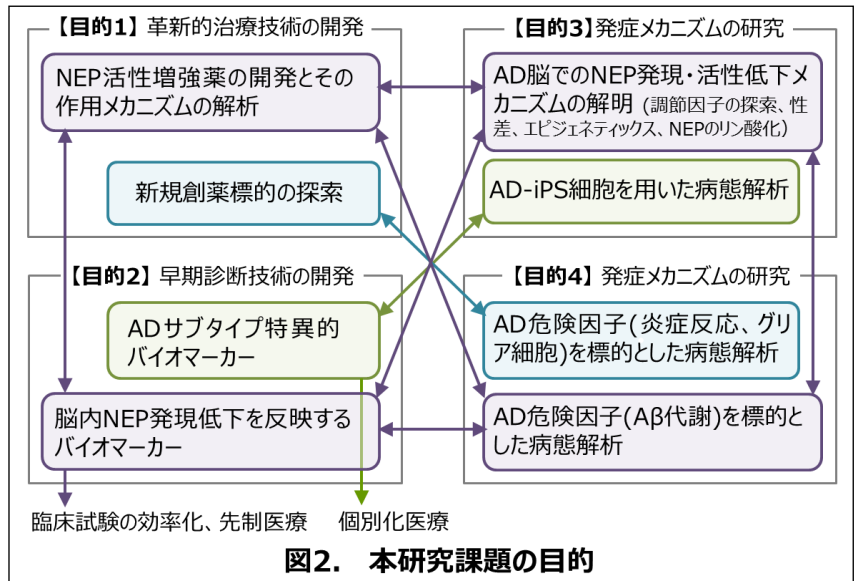 【目的1】革新的治療技術の開発
NEP活性増強薬の開発とその
作用メカニズムの解析
新規創薬標的の探索
【目的3】発症メカニズムの研究
AD脳でのNEP発現・活性低下メ
カニズムの解明 (調節因子の探索、性
差、エピジェネティックス、NEPのリン酸化)
AD-iPS細胞を用いた病態解析
【目的2】早期診断技術の開発
ADサブタイプ特異的
バイオマーカー
脳内NEP発現低下を反映する
バイオマーカー
【目的4】発症メカニズムの研究
AD危険因子(炎症反応、グリ
ア細胞)を標的とした病態解析
AD危険因子(Aβ代謝)を標的と
した病態解析
臨床試験の効率化、先制医療
個別化医療
図2. 本研究課題の目的